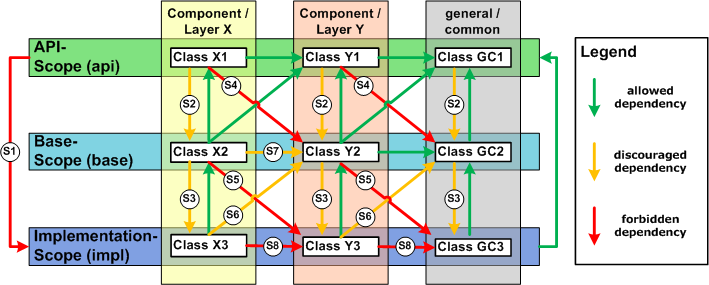 Component /
Layer X
Component /
Layer Y
general /
common
API-
Scope (api)
Class X1
Class Y1
Class GC1
Legend
S2
S4
S2
S4
S2
allowed
dependency
S1
Base-
Scope (base)
Class X2
S7
Class Y2
Class GC2
discouraged
dependency
S3
S5
S6
S3
S5
S6
S3
forbidden
dependency
Implementation-
Scope (impl)
Class X3
S8
Class Y3
S8
Class GC3